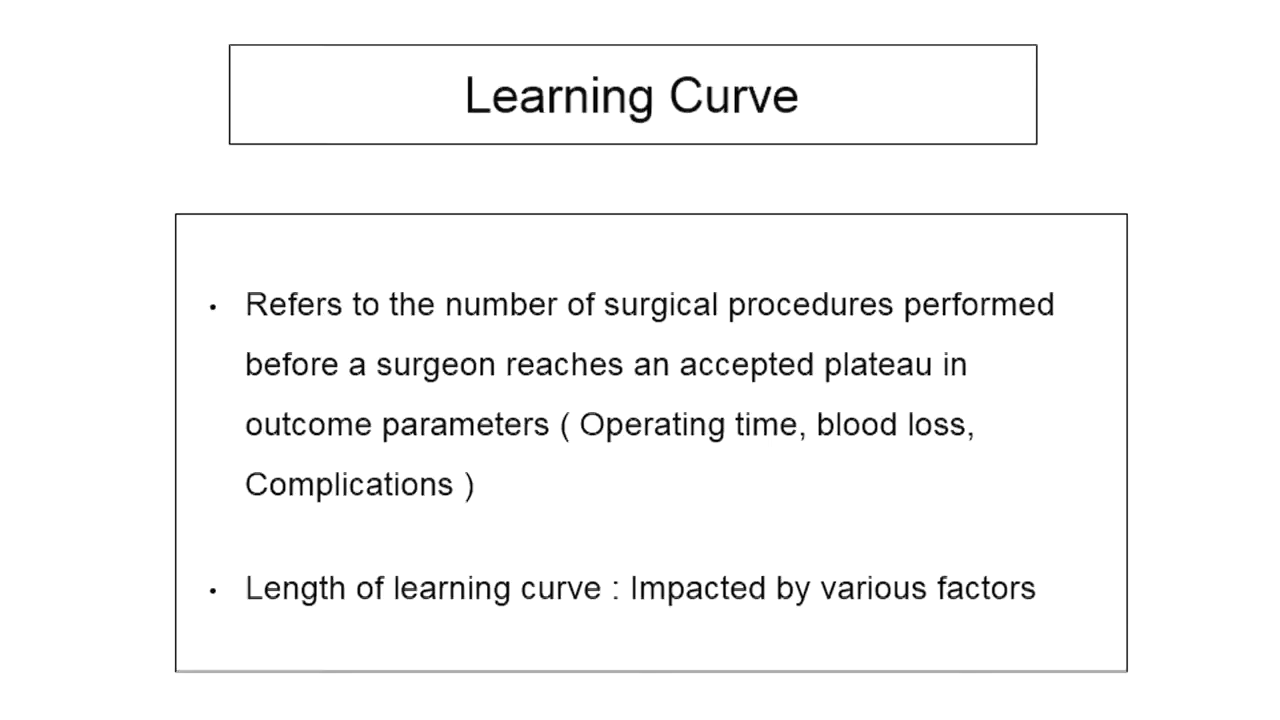 Learning Curve
• Refers to the number of surgical procedures performed
before a surgeon reaches an accepted plateau in
outcome parameters ( Operating time, blood loss,
Complications )
• Length of learning curve : Impacted by various factors